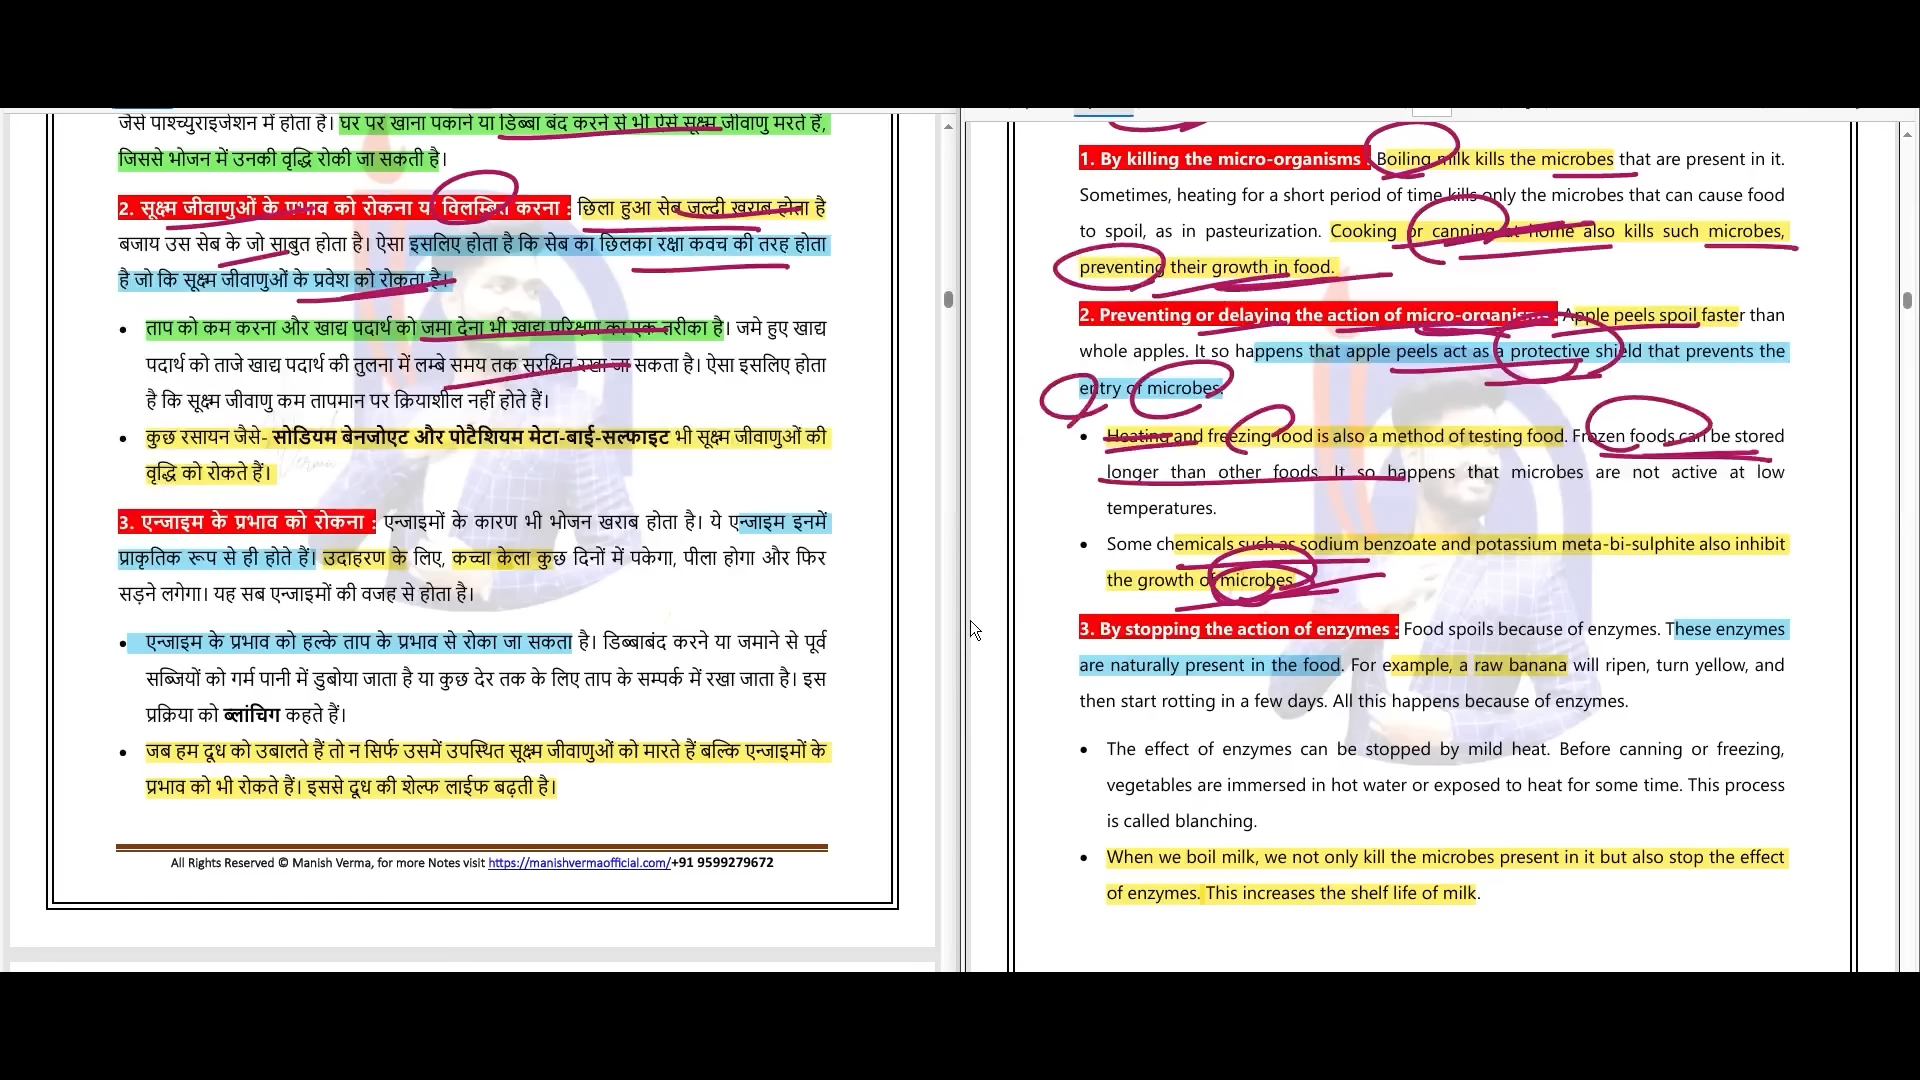 जैसे पाश्च्युराइजेशन में होता है। घर पर खाना पकाने या डिब्बा बंद करने से भी ऐसे सूक्ष्म जीवाणु मरते हैं,
जिससे भोजन में उनकी वृद्धि रोकी जा सकती है।
2. सूक्ष्म जीवाणुओं के प्रभाव को रोकना या विलम्बित करना : छिला हुआ सेब जल्दी खराब होता है
बजाय उस सेब के जो साबुत होता है। ऐसा इसलिए होता है कि सेब का छिलका रक्षा कवच की तरह होता
है जो कि सूक्ष्म जीवाणुओं के प्रवेश को रोकता है।
• ताप को कम करना और खाद्य पदार्थ को जमा देना भी खाद्य परिक्षण का एक तरीका है। जमे हुए खाद्य
पदार्थ को ताजे खाद्य पदार्थ की तुलना में लम्बे समय तक सुरक्षित रखा जा सकता है। ऐसा इसलिए होता
है कि सूक्ष्म जीवाणु कम तापमान पर क्रियाशील नहीं होते हैं।
• कुछ रसायन जैसे- सोडियम बेनजोएट और पोटैशियम मेटा-बाई-सल्फाइट भी सूक्ष्म जीवाणुओं की
वृद्धि को रोकते हैं।
3. एन्जाइम के प्रभाव को रोकना : एन्जाइमों के कारण भी भोजन खराब होता है। ये एन्जाइम इनमें
प्राकृतिक रूप से ही होते हैं। उदाहरण के लिए, कच्चा केला कुछ दिनों में पकेगा, पीला होगा और फिर
सड़ने लगेगा। यह सब एन्जाइमों की वजह से होता है।
• एन्जाइम के प्रभाव को हल्के ताप के प्रभाव से रोका जा सकता है। डिब्बाबंद करने या जमाने से पूर्व
सब्जियों को गर्म पानी में डुबोया जाता है या कुछ देर तक के लिए ताप के सम्पर्क में रखा जाता है। इस
प्रक्रिया को ब्लांचिग कहते हैं।
• जब हम दूध को उबालते हैं तो न सिर्फ उसमें उपस्थित सूक्ष्म जीवाणुओं को मारते हैं बल्कि एन्जाइमों के
प्रभाव को भी रोकते हैं। इससे दूध की शेल्फ लाईफ बढ़ती है।
All Rights Reserved © Manish Verma, for more Notes visit https://manishvermaofficial.com/+91 9599279672
1. By killing the micro-organisms : Boiling milk kills the microbes that are present in it.
Sometimes, heating for a short period of time kills only the microbes that can cause food
to spoil, as in pasteurization. Cooking or canning at home also kills such microbes,
preventing their growth in food.
2. Preventing or delaying the action of micro-organisms : Apple peels spoil faster than
whole apples. It so happens that apple peels act as a protective shield that prevents the
entry of microbes.
• Heating and freezing food is also a method of testing food. Frozen foods can be stored
longer than other foods. It so happens that microbes are not active at low
temperatures.
• Some chemicals such as sodium benzoate and potassium meta-bi-sulphite also inhibit
the growth of microbes.
3. By stopping the action of enzymes : Food spoils because of enzymes. These enzymes
are naturally present in the food. For example, a raw banana will ripen, turn yellow, and
then start rotting in a few days. All this happens because of enzymes.
• The effect of enzymes can be stopped by mild heat. Before canning or freezing,
vegetables are immersed in hot water or exposed to heat for some time. This process
is called blanching.
• When we boil milk, we not only kill the microbes present in it but also stop the effect
of enzymes. This increases the shelf life of milk.